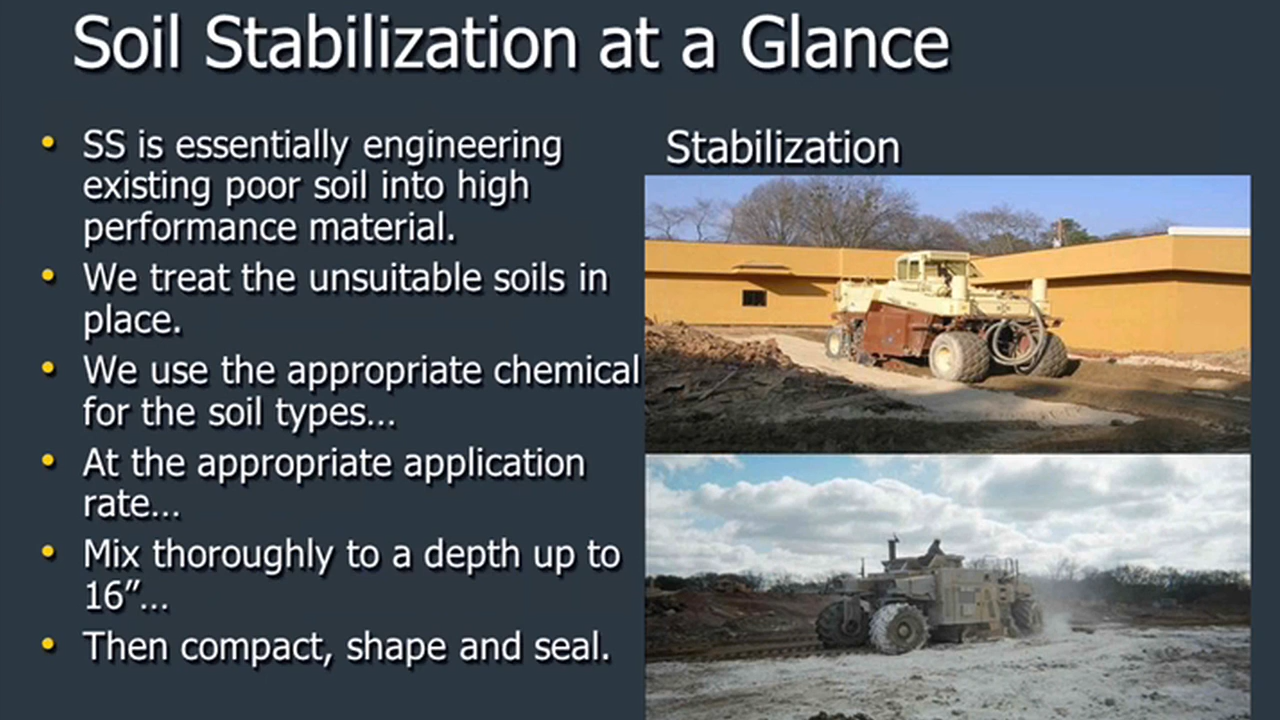 Soil Stabilization at a Glance
• SS is essentially engineering
existing poor soil into high
performance material.
• We treat the unsuitable soils in
place.
• We use the appropriate chemical
for the soil types...
• At the appropriate application
rate...
• Mix thoroughly to a depth up to
16”...
• Then compact, shape and seal.
Stabilization